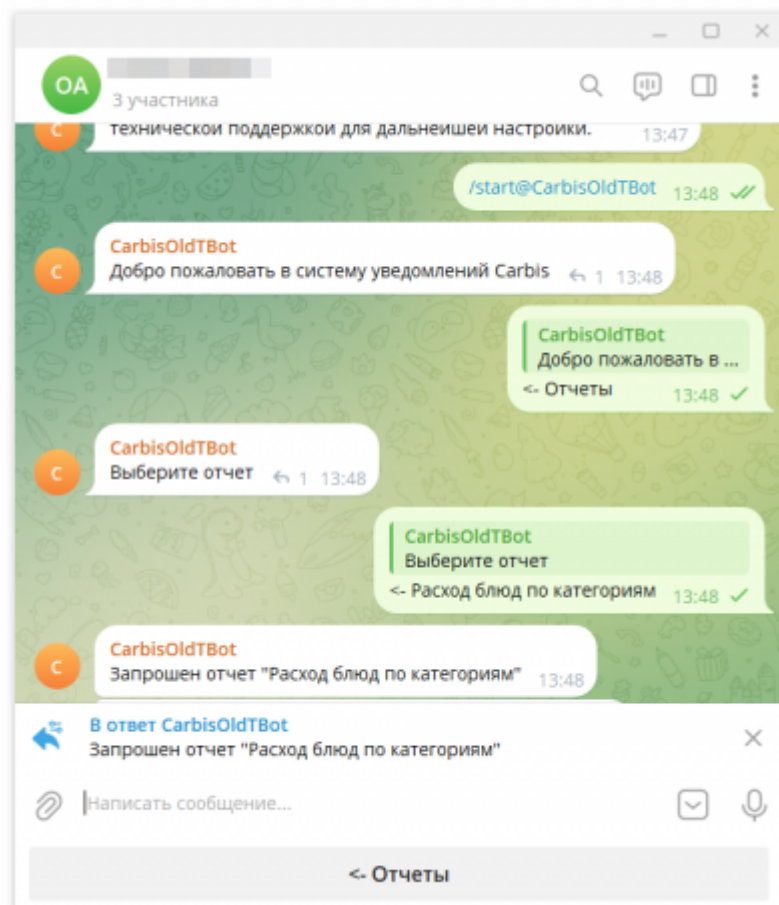 ОА
3 участника
технической поддержкой для дальнейшей настройки.
13:47
/start@CarbisOldTBot 13:48
CarbisOldTBot
С Добро пожаловать в систему уведомлений Carbis 1 13:48
CarbisOldTBot
Добро пожаловать в ...
<- Отчеты 13:48
CarbisOldTBot
С Выберите отчет 1 13:48
CarbisOldTBot
Выберите отчет
<- Расход блюд по категориям 13:48
CarbisOldTBot
С Запрошен отчет "Расход блюд по категориям" 13:48
В ответ CarbisOldTBot
Запрошен отчет "Расход блюд по категориям"
Написать сообщение...
<- Отчеты